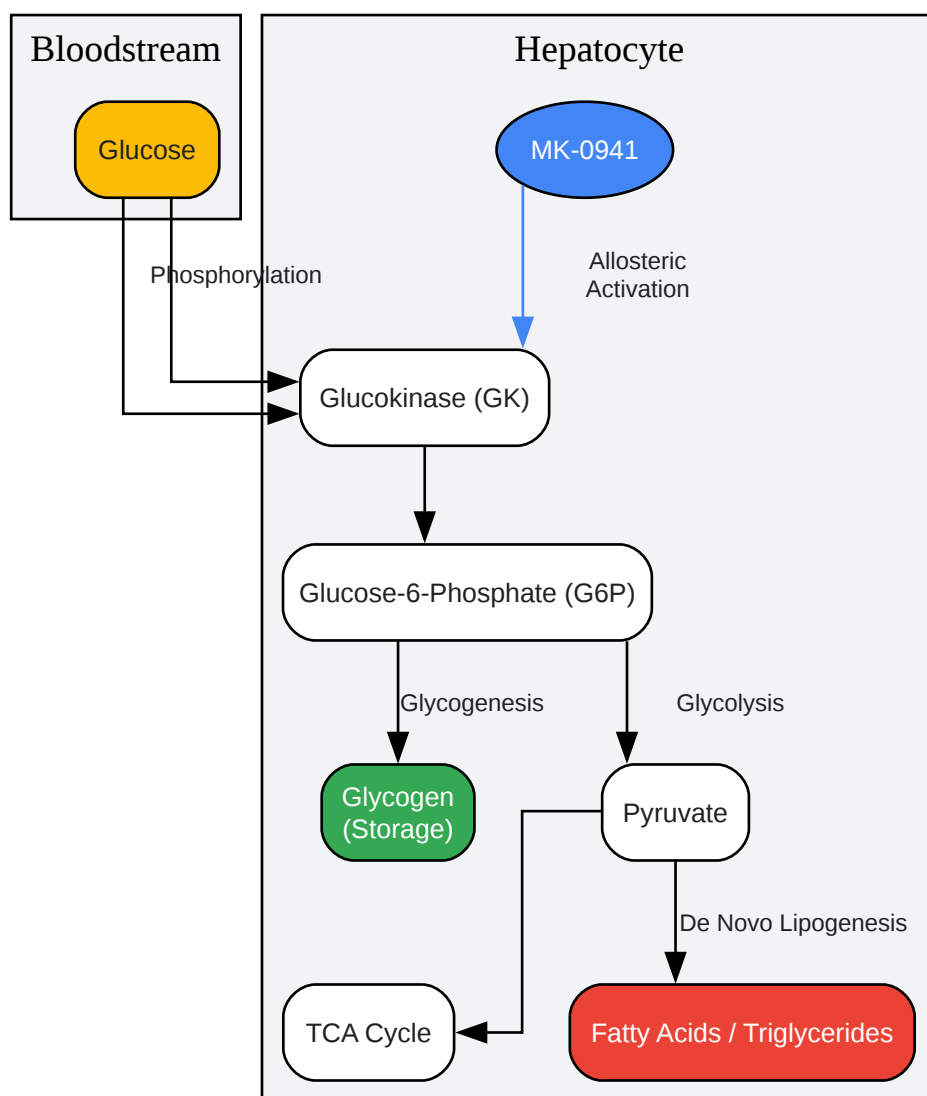 Bloodstream
Hepatocyte
Glucose
MK-0941
Phosphorylation
Allosteric
Activation
Glucokinase (GK)
Glucose-6-Phosphate (G6P)
Glycogenesis
Glycolysis
Glycogen
(Storage)
Pyruvate
De Novo Lipogenesis
TCA Cycle
Fatty Acids / Triglycerides